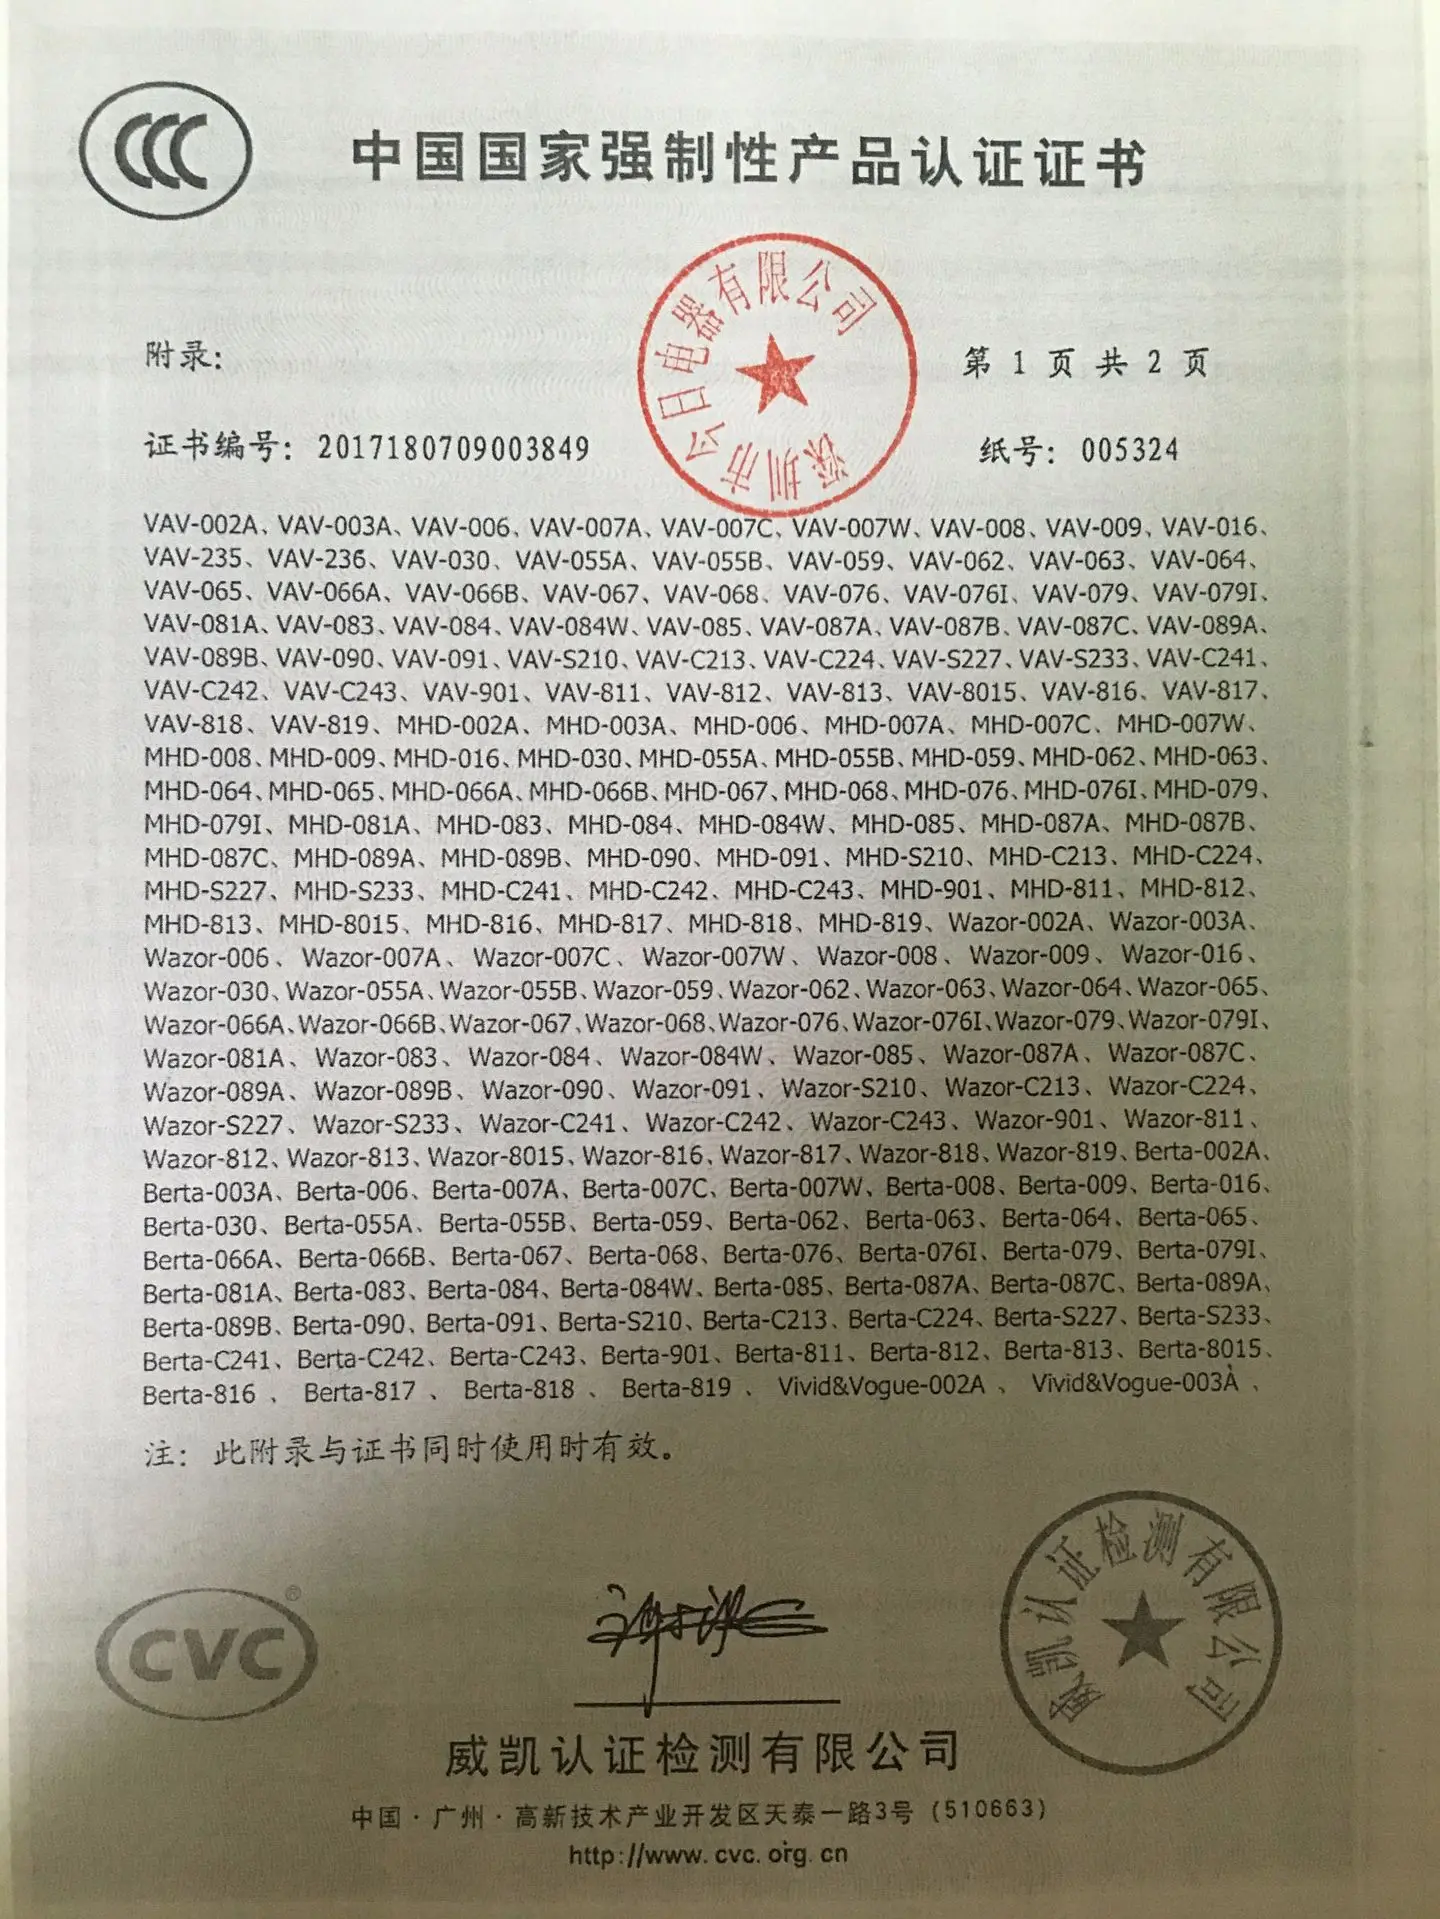 CCC
中国国家强制性产品认证证书
深圳市今日电器有限公司
附录:
第 1 页 共 2 页
证书编号: 2017180709003849
纸号: 005324
VAV-002A、VAV-003A、VAV-006、VAV-007A、VAV-007C、VAV-007W、VAV-008、VAV-009、VAV-016、
VAV-235、VAV-236、VAV-030、VAV-055A、VAV-055B、VAV-059、VAV-062、VAV-063、VAV-064、
VAV-065、VAV-066A、VAV-066B、VAV-067、VAV-068、VAV-076、VAV-076I、VAV-079、VAV-079I、
VAV-081A、VAV-083、VAV-084、VAV-084W、VAV-085、VAV-087A、VAV-087B、VAV-087C、VAV-089A、
VAV-089B、VAV-090、VAV-091、VAV-S210、VAV-C213、VAV-C224、VAV-S227、VAV-S233、VAV-C241、
VAV-C242、VAV-C243、VAV-901、VAV-811、VAV-812、VAV-813、VAV-8015、VAV-816、VAV-817、
VAV-818、VAV-819、MHD-002A、MHD-003A、MHD-006、MHD-007A、MHD-007C、MHD-007W、
MHD-008、MHD-009、MHD-016、MHD-030、MHD-055A、MHD-055B、MHD-059、MHD-062、MHD-063、
MHD-064、MHD-065、MHD-066A、MHD-066B、MHD-067、MHD-068、MHD-076、MHD-076I、MHD-079、
MHD-079I、MHD-081A、MHD-083、MHD-084、MHD-084W、MHD-085、MHD-087A、MHD-087B、
MHD-087C、MHD-089A、MHD-089B、MHD-090、MHD-091、MHD-S210、MHD-C213、MHD-C224、
MHD-S227、MHD-S233、MHD-C241、MHD-C242、MHD-C243、MHD-901、MHD-811、MHD-812、
MHD-813、MHD-8015、MHD-816、MHD-817、MHD-818、MHD-819、Wazor-002A、Wazor-003A、
Wazor-006、Wazor-007A、Wazor-007C、Wazor-007W、Wazor-008、Wazor-009、Wazor-016、
Wazor-030、Wazor-055A、Wazor-055B、Wazor-059、Wazor-062、Wazor-063、Wazor-064、Wazor-065、
Wazor-066A、Wazor-066B、Wazor-067、Wazor-068、Wazor-076、Wazor-076I、Wazor-079、Wazor-079I、
Wazor-081A、Wazor-083、Wazor-084、Wazor-084W、Wazor-085、Wazor-087A、Wazor-087C、
Wazor-089A、Wazor-089B、Wazor-090、Wazor-091、Wazor-S210、Wazor-C213、Wazor-C224、
Wazor-S227、Wazor-S233、Wazor-C241、Wazor-C242、Wazor-C243、Wazor-901、Wazor-811、
Wazor-812、Wazor-813、Wazor-8015、Wazor-816、Wazor-817、Wazor-818、Wazor-819、Berta-002A、
Berta-003A、Berta-006、Berta-007A、Berta-007C、Berta-007W、Berta-008、Berta-009、Berta-016、
Berta-030、Berta-055A、Berta-055B、Berta-059、Berta-062、Berta-063、Berta-064、Berta-065、
Berta-066A、Berta-066B、Berta-067、Berta-068、Berta-076、Berta-076I、Berta-079、Berta-079I、
Berta-081A、Berta-083、Berta-084、Berta-084W、Berta-085、Berta-087A、Berta-087C、Berta-089A、
Berta-089B、Berta-090、Berta-091、Berta-S210、Berta-C213、Berta-C224、Berta-S227、Berta-S233、
Berta-C241、Berta-C242、Berta-C243、Berta-901、Berta-811、Berta-812、Berta-813、Berta-8015、
Berta-816、Berta-817、Berta-818、Berta-819、Vivid&Vogue-002A、Vivid&Vogue-003A、
注: 此附录与证书同时使用时有效。
CVC®
威凯认证检测有限公司
威凯认证检测有限公司
中国·广州·高新技术产业开发区天泰一路3号 (510663)
http://www.cvc.org.cn